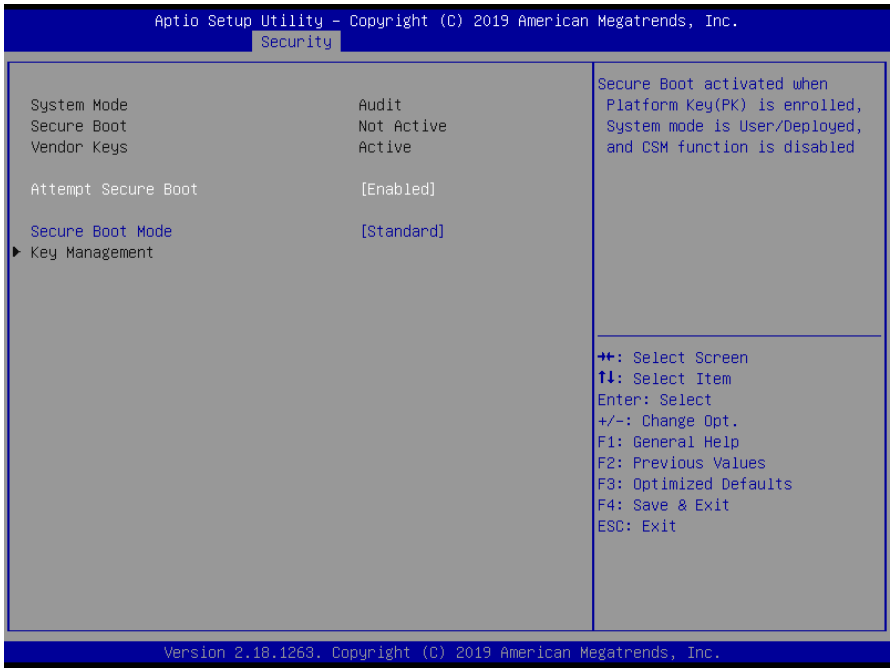 Aptio Setup Utility – Copyright (C) 2019 American Megatrends, Inc.
Security
System Mode Audit
Secure Boot Not Active
Vendor Keys Active
Attempt Secure Boot [Enabled]
Secure Boot Mode [Standard]
Key Management
Secure Boot activated when
Platform Key(PK) is enrolled,
System mode is User/Deployed,
and CSM function is disabled
→←: Select Screen
↑↓: Select Item
Enter: Select
+/-: Change Opt.
F1: General Help
F2: Previous Values
F3: Optimized Defaults
F4: Save & Exit
ESC: Exit
Version 2.18.1263. Copyright (C) 2019 American Megatrends, Inc.